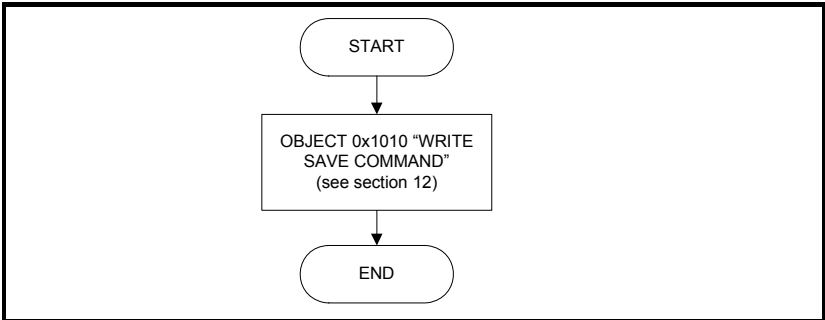 START
OBJECT 0x1010 “WRITE
SAVE COMMAND”
(see section 12)
END